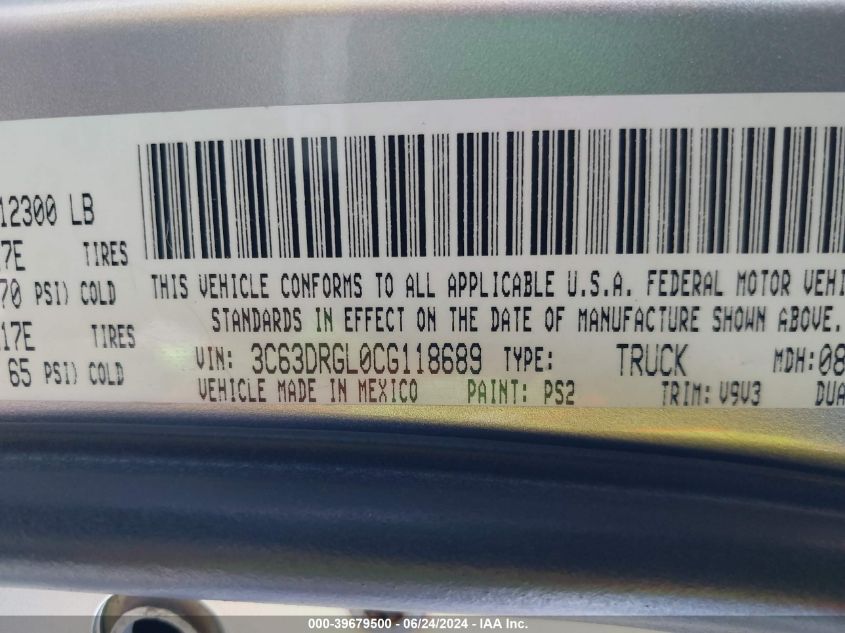 12300 LB
7E TIRES
70 PSI) COLD
17E TIRES
65 PSI) COLD
THIS VEHICLE CONFORMS TO ALL APPLICABLE U.S.A. FEDERAL MOTOR VEHI
STANDARDS IN EFFECT ON THE DATE OF MANUFACTURE SHOWN ABOVE.
VIN: 3C63DRGL0CG118689 TYPE: TRUCK MDH:08
VEHICLE MADE IN MEXICO PAINT: PS2 TRIM: V9V3 DUA
000-39679500 - 06/24/2024 - IAA Inc.